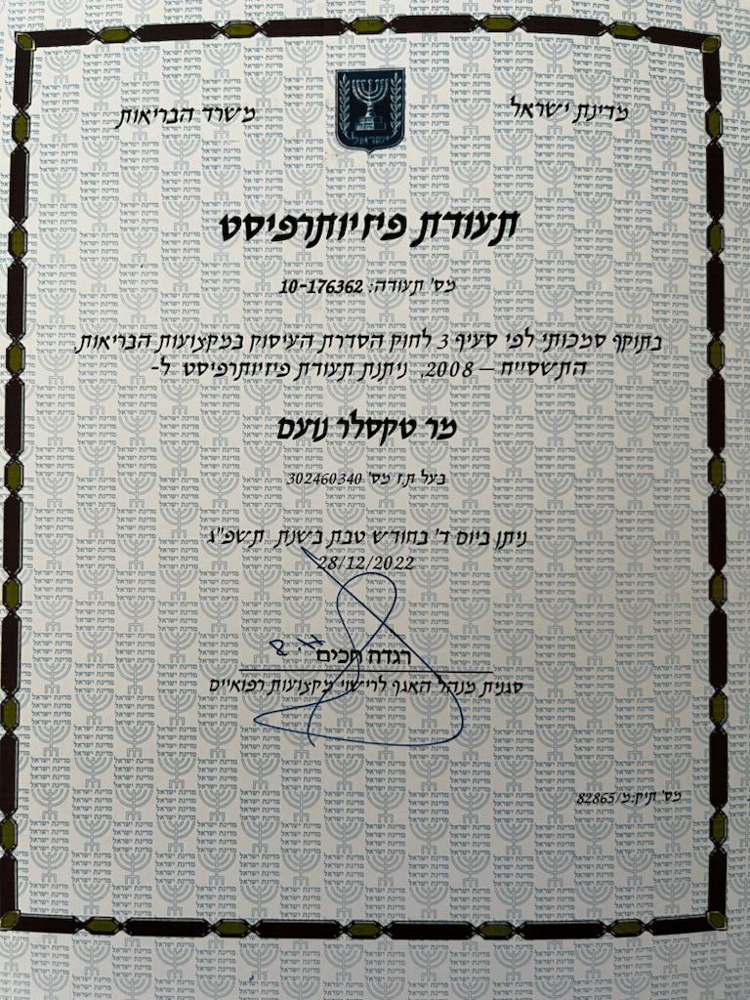 מדינת ישראל
משרד הבריאות
תעודת פיזיותרפיסט
מס' תעודה: 10-176362
בתוקף סמכותי לפי סעיף 3 לחוק הסדרת העיסוק במקצועות הבריאות,
התשס״ח – 2008, ניתנת תעודת פיזיותרפיסט ל-
מר טקסלר נועם
בעל ת.ז מס' 302460340
ניתן ביום ד' בחודש טבת בשנת תשפ"ג
28/12/2022
רגדה חכים
סגנית מנהל האגף לרישוי מקצועות רפואיים
מס' תיק:מ/82865